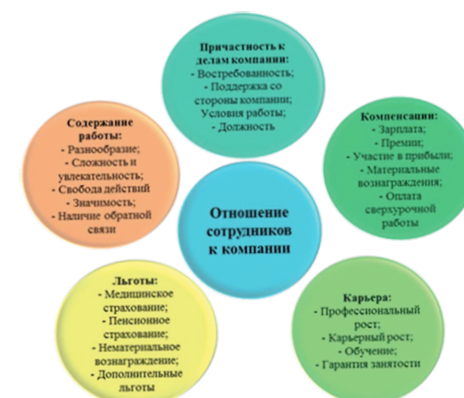 Причастность к
делам компании:
- Востребованность;
- Поддержка со
стороны компании;
Условия работы;
- Должность
Содержание
работы:
- Разнообразие;
- Сложность и
увлекательность;
- Свобода действий
- Значимость;
- Наличие обратной
связи
Компенсации:
- Зарплата;
- Премии;
- Участие в прибыли;
- Материальные
вознаграждения;
- Оплата
сверхурочной
работы
Отношение
сотрудников
к компании
Льготы:
- Медицинское
страхование;
- Пенсионное
страхование;
- Нематериальное
вознаграждение;
- Дополнительные
льготы
Карьера:
- Профессиональный
рост;
- Карьерный рост;
- Обучение;
- Гарантия занятости